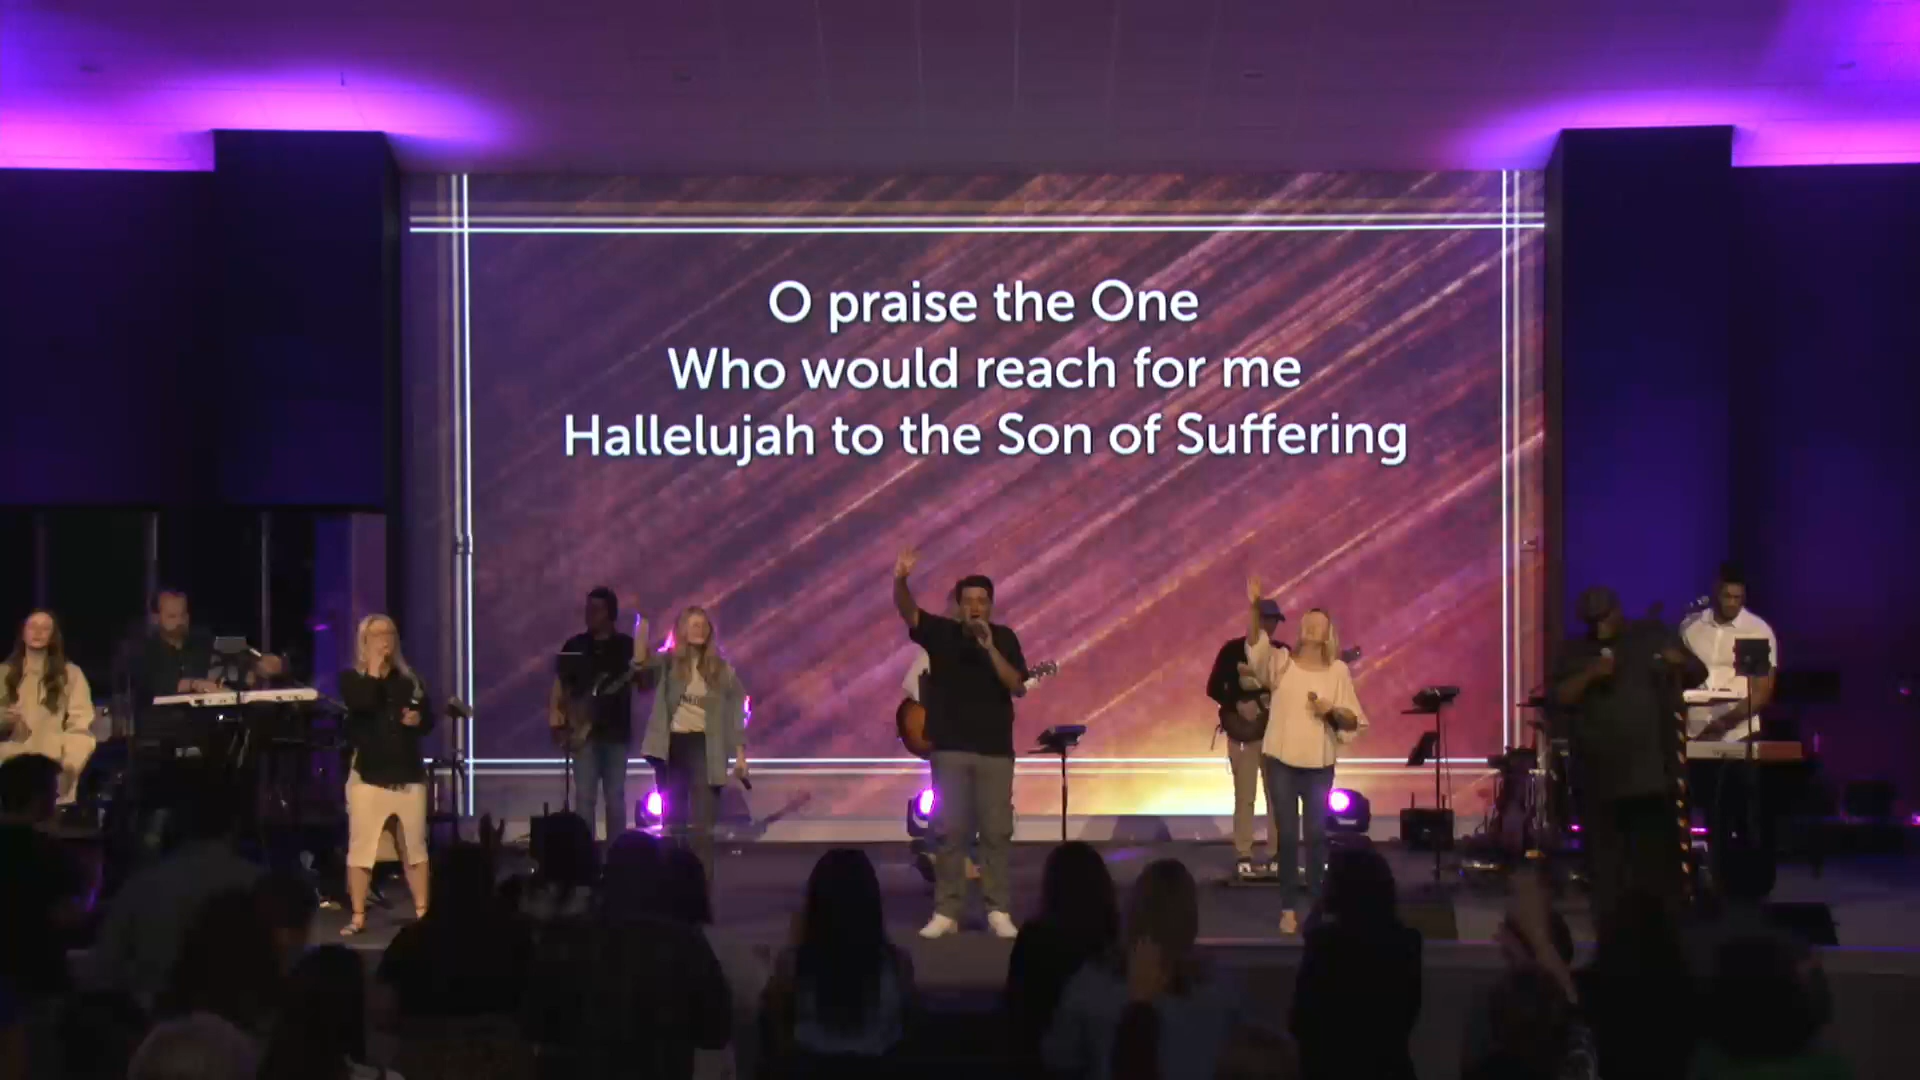 O praise the One
Who would reach for me
Hallelujah to the Son of Suffering